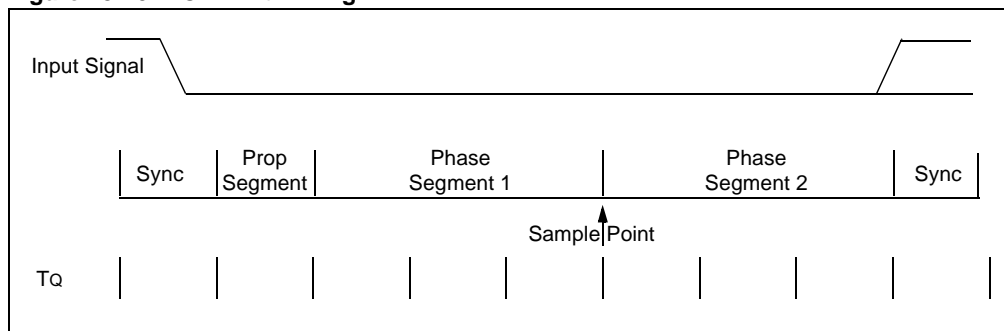 Input Signal
Sync
Prop
Segment
Phase
Segment 1
Phase
Segment 2
Sync
Sample Point
TQ